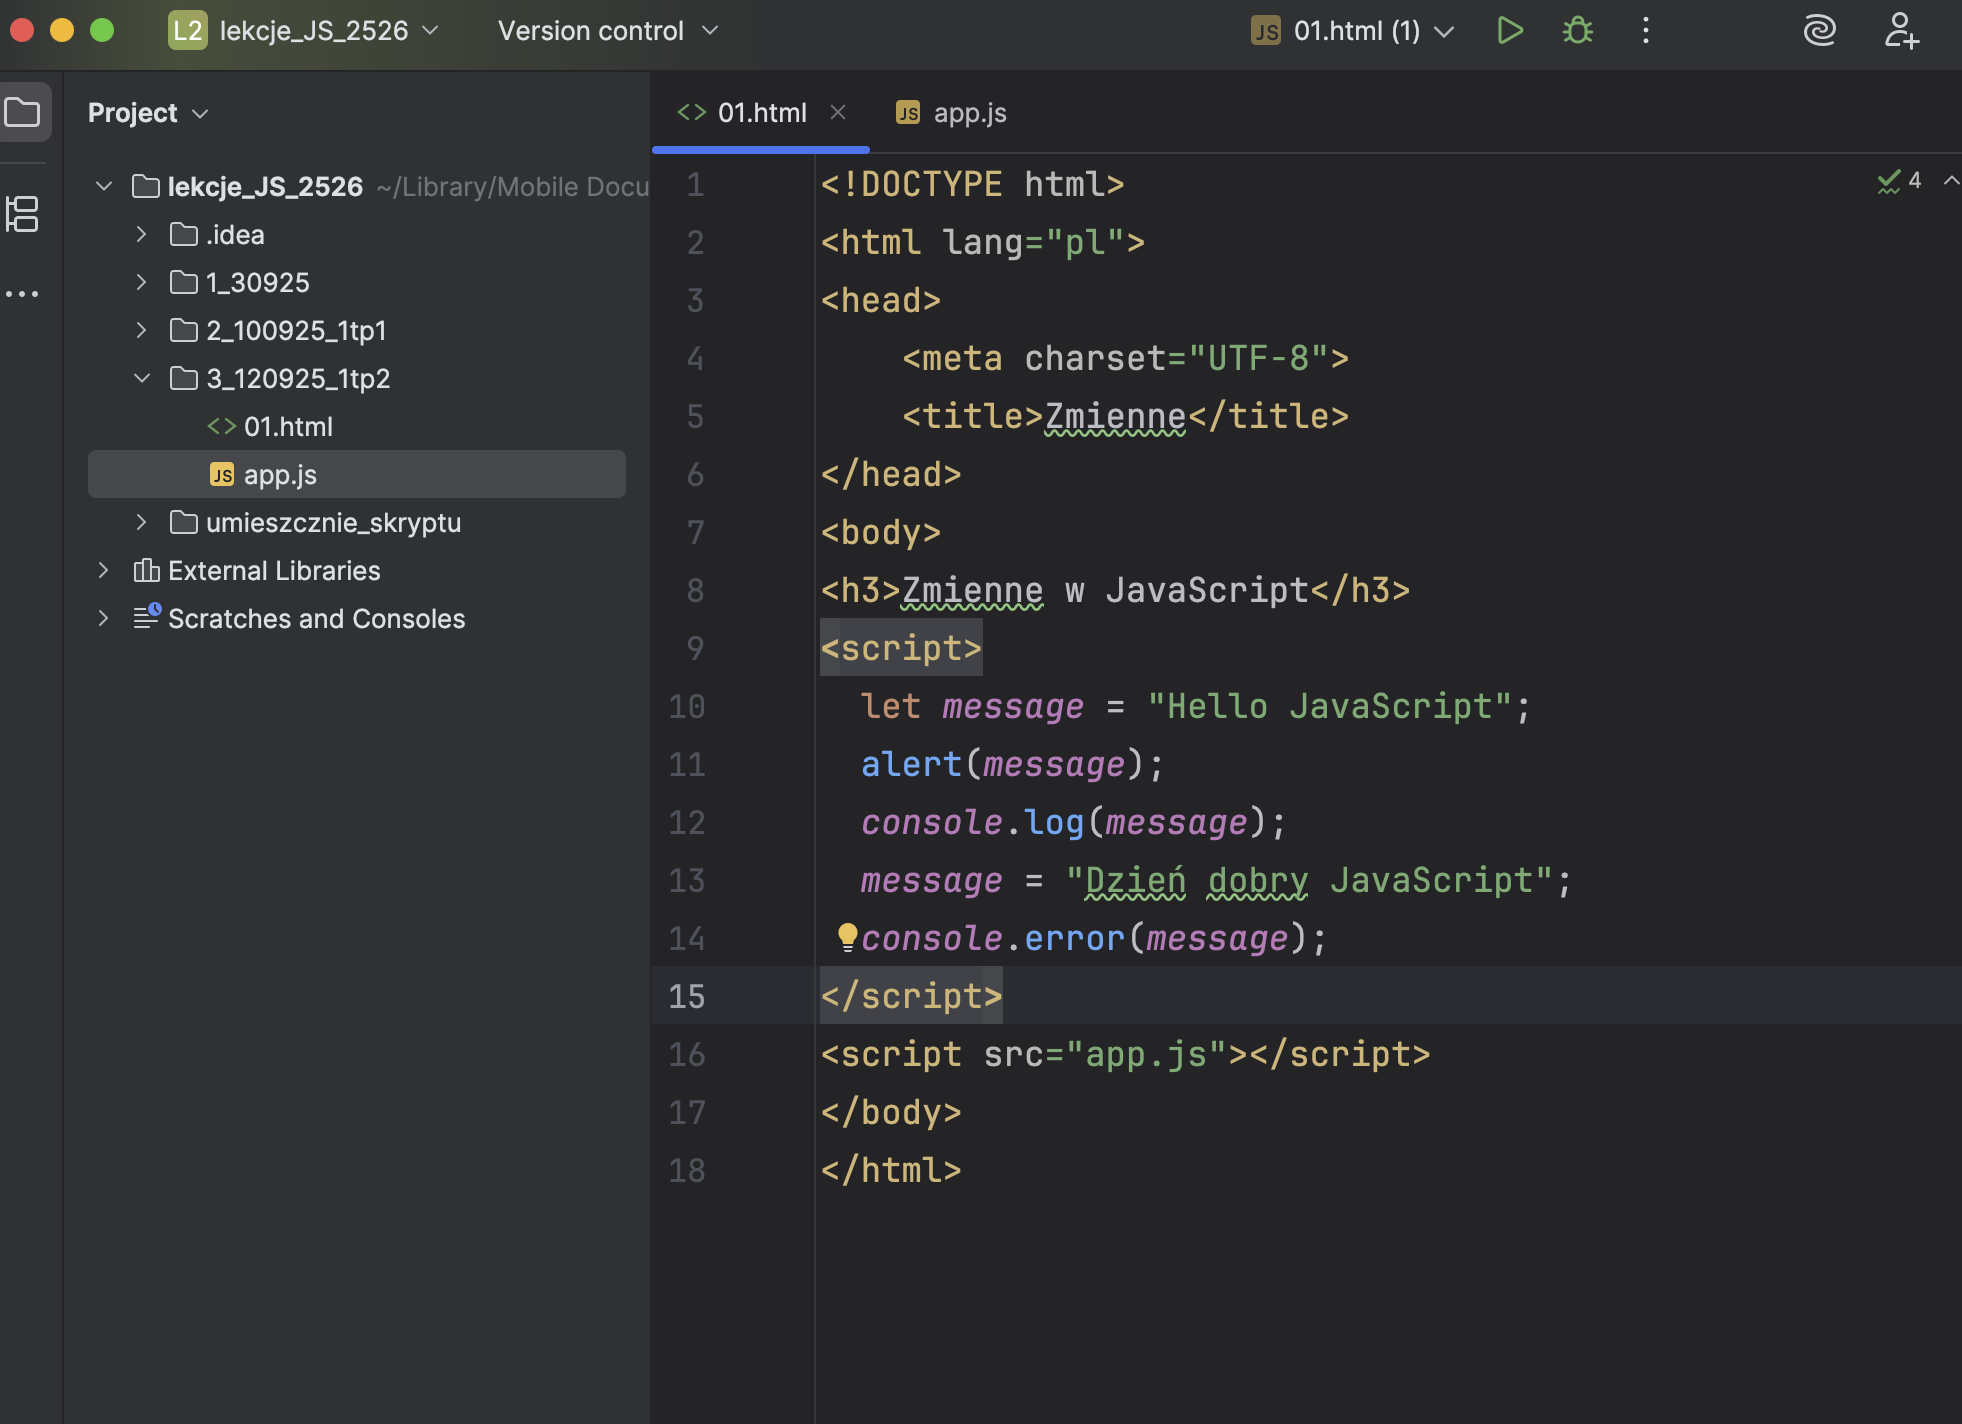 L2 lekcje_JS_2526 Version control JS 01.html (1)
Project
lekcje_JS_2526 ~/Library/Mobile Docu
.idea
1_30925
2_100925_1tp1
3_120925_1tp2
<> 01.html
JS app.js
umieszcznie_skryptu
External Libraries
Scratches and Consoles
<> 01.html JS app.js
4
1 <!DOCTYPE html>
2 <html lang="pl">
3 <head>
4 <meta charset="UTF-8">
5 <title>Zmienne</title>
6 </head>
7 <body>
8 <h3>Zmienne w JavaScript</h3>
9 <script>
10 let message = "Hello JavaScript";
11 alert(message);
12 console.log(message);
13 message = "Dzień dobry JavaScript";
14 console.error(message);
15 </script>
16 <script src="app.js"></script>
17 </body>
18 </html>